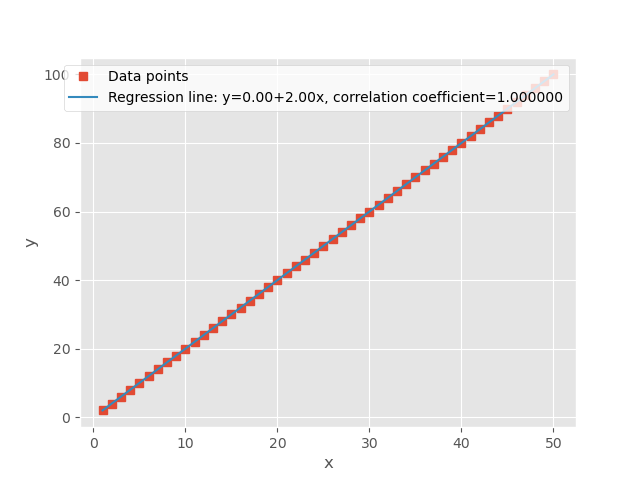 100
Data points
Regression line: y=0.00+2.00x, correlation coefficient=1.000000
80
60
40
20
0
y
0 10 20 30 40 50
x